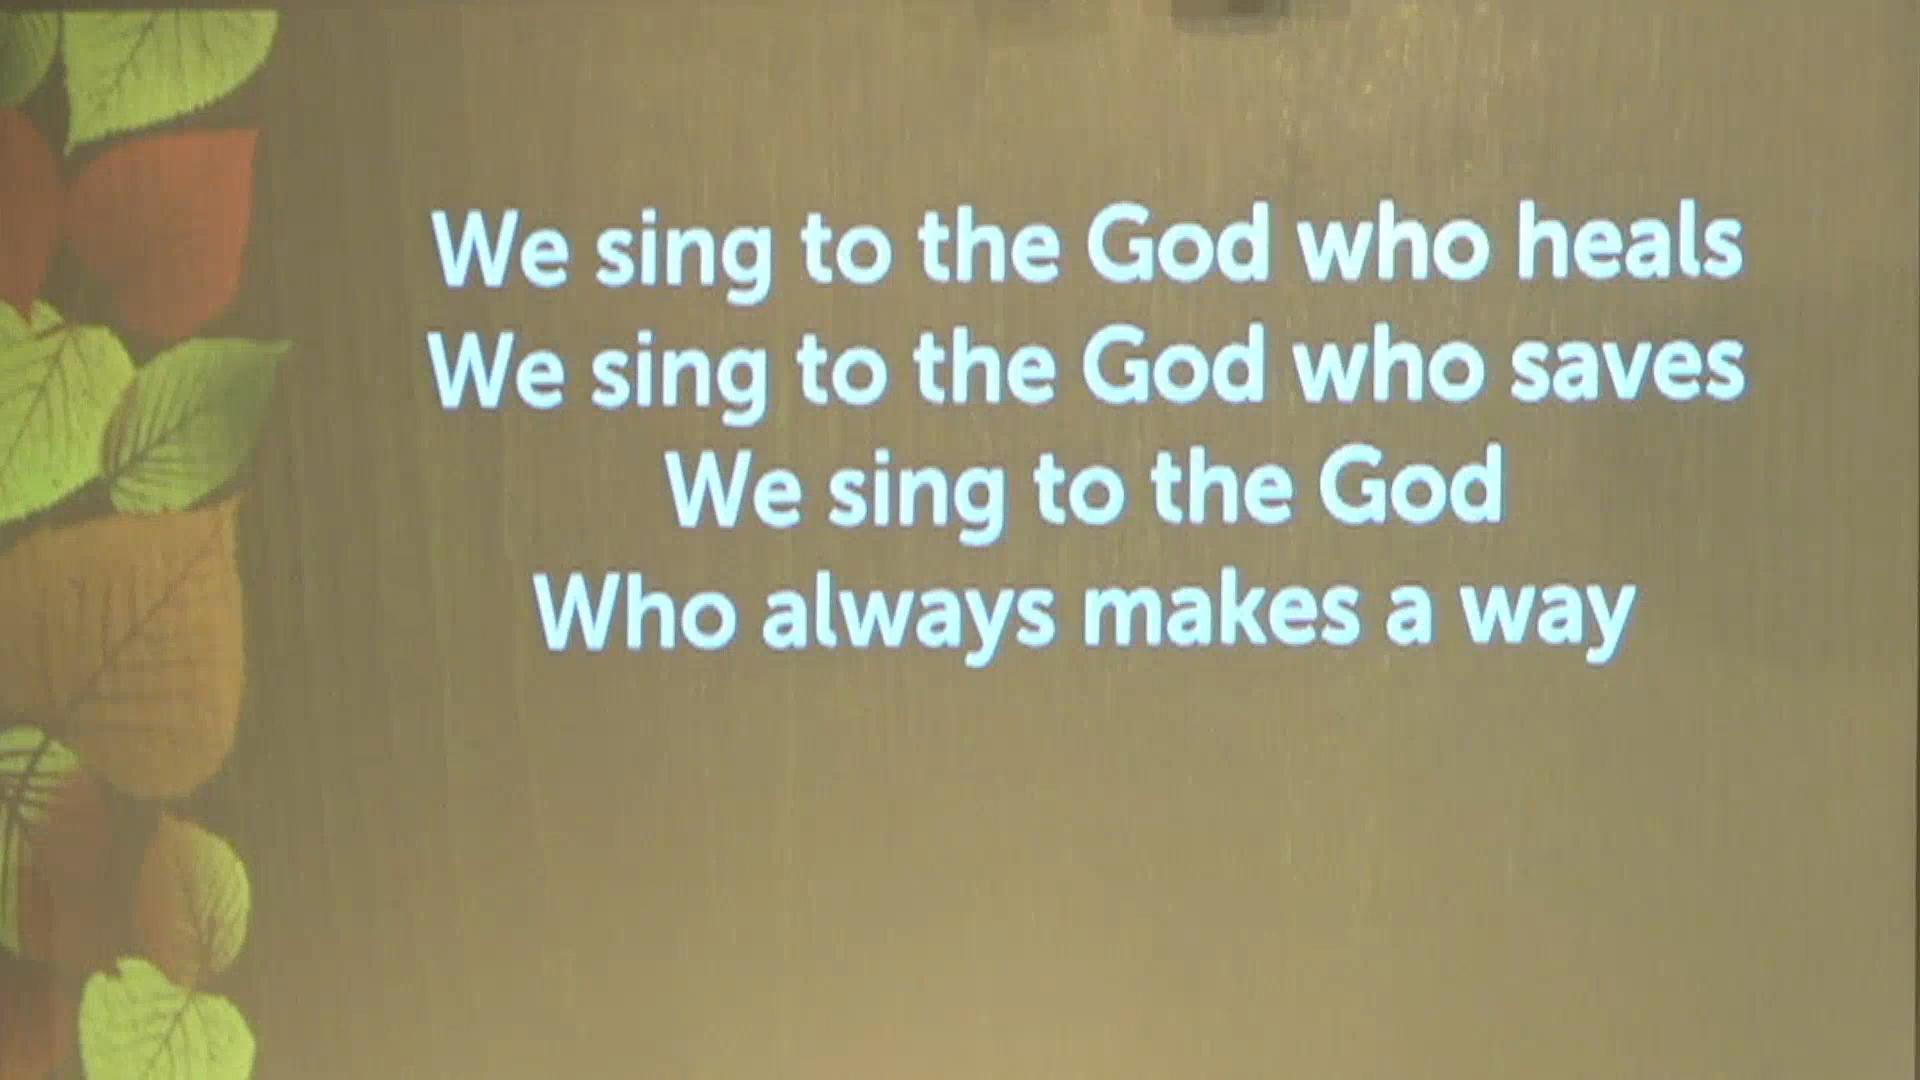 We sing to the God who heals
We sing to the God who saves
We sing to the God
Who always makes a way